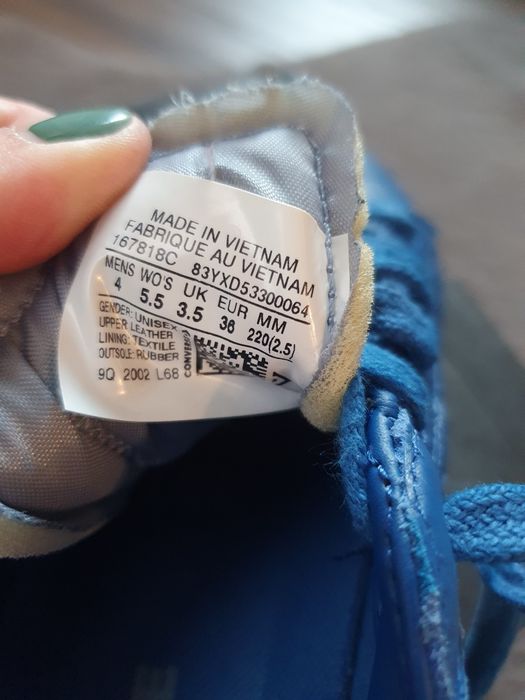 MADE IN VIETNAM
FABRIQUE AU VIETNAM
167818C 83YXD53300064
MENS WO'S UK EUR MM
4 5.5 3.5 36 220(2.5)
GENDER: UNISEX
UPPER: LEATHER
LINING: TEXTILE
OUTSOLE: RUBBER
CONVERSE
9Q 2002 L68